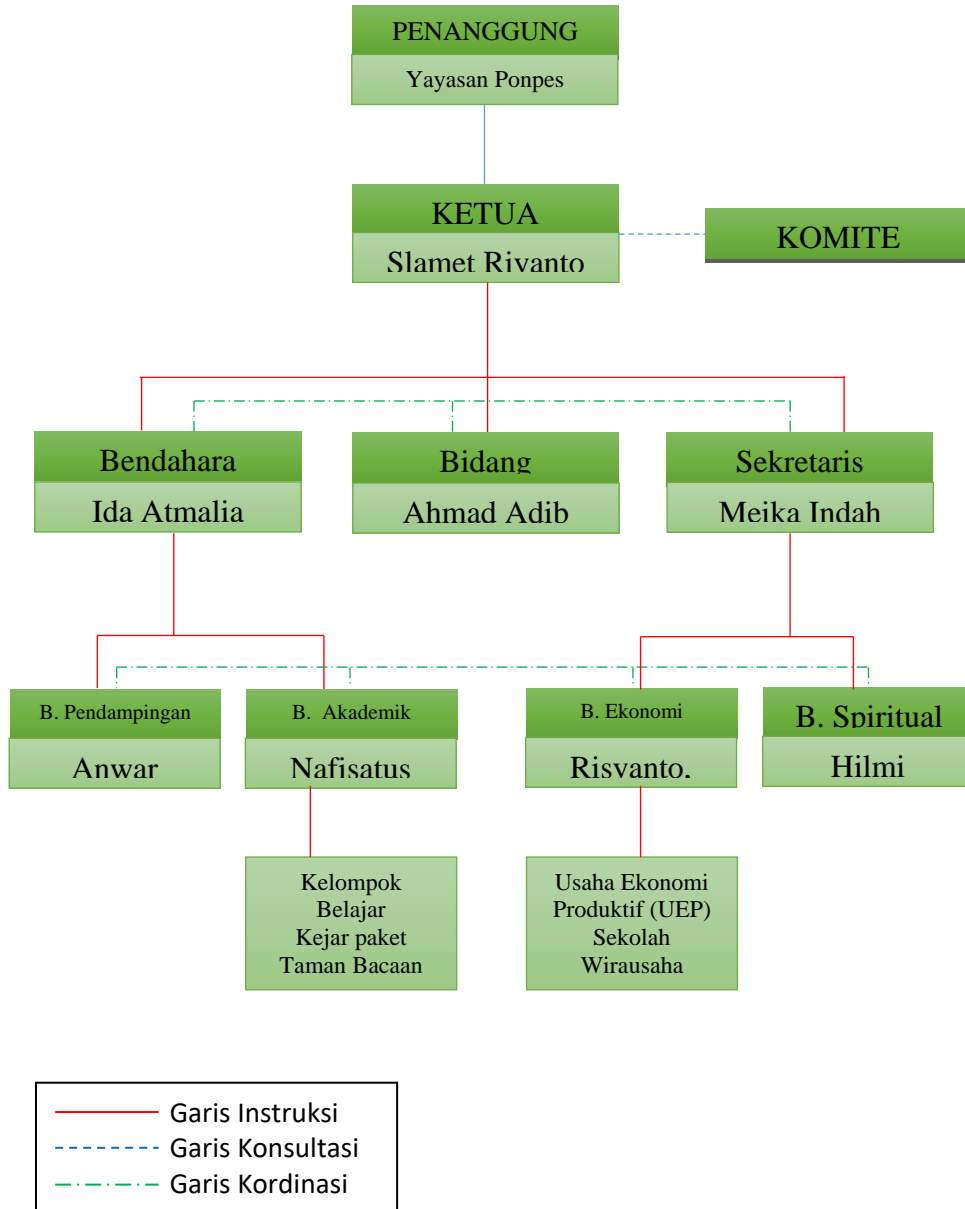 PENANGGUNG
Yayasan Ponpes
KETUA
Slamet Riyanto
KOMITE
Bendahara
Ida Atmalia
Bidang
Ahmad Adib
Sekretaris
Meika Indah
B. Pendampingan
Anwar
B. Akademik
Nafisatus
B. Ekonomi
Risyanto,
B. Spiritual
Hilmi
Kelompok
Belajar
Kejar paket
Taman Bacaan
Usaha Ekonomi
Produktif (UEP)
Sekolah
Wirausaha
Garis Instruksi
Garis Konsultasi
Garis Kordinasi